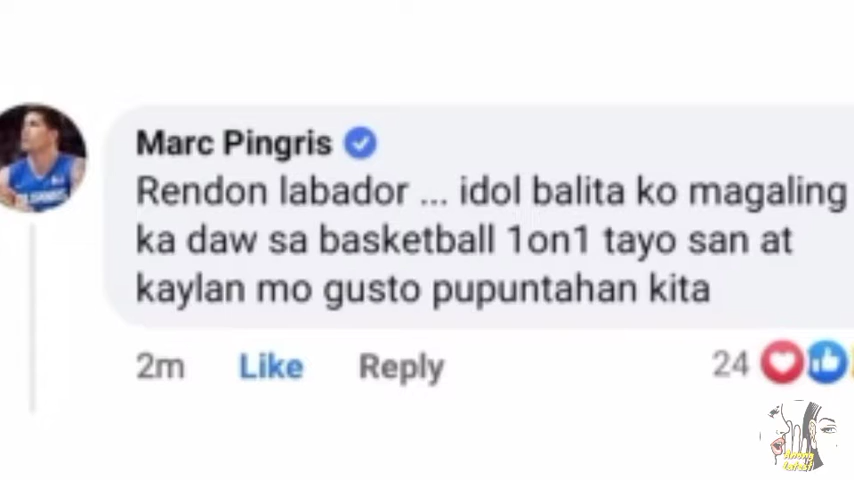 Marc Pingris
Rendon labador ... idol balita ko magaling
ka daw sa basketball 1on1 tayo san at
kaylan mo gusto pupuntahan kita
2m Like Reply 24